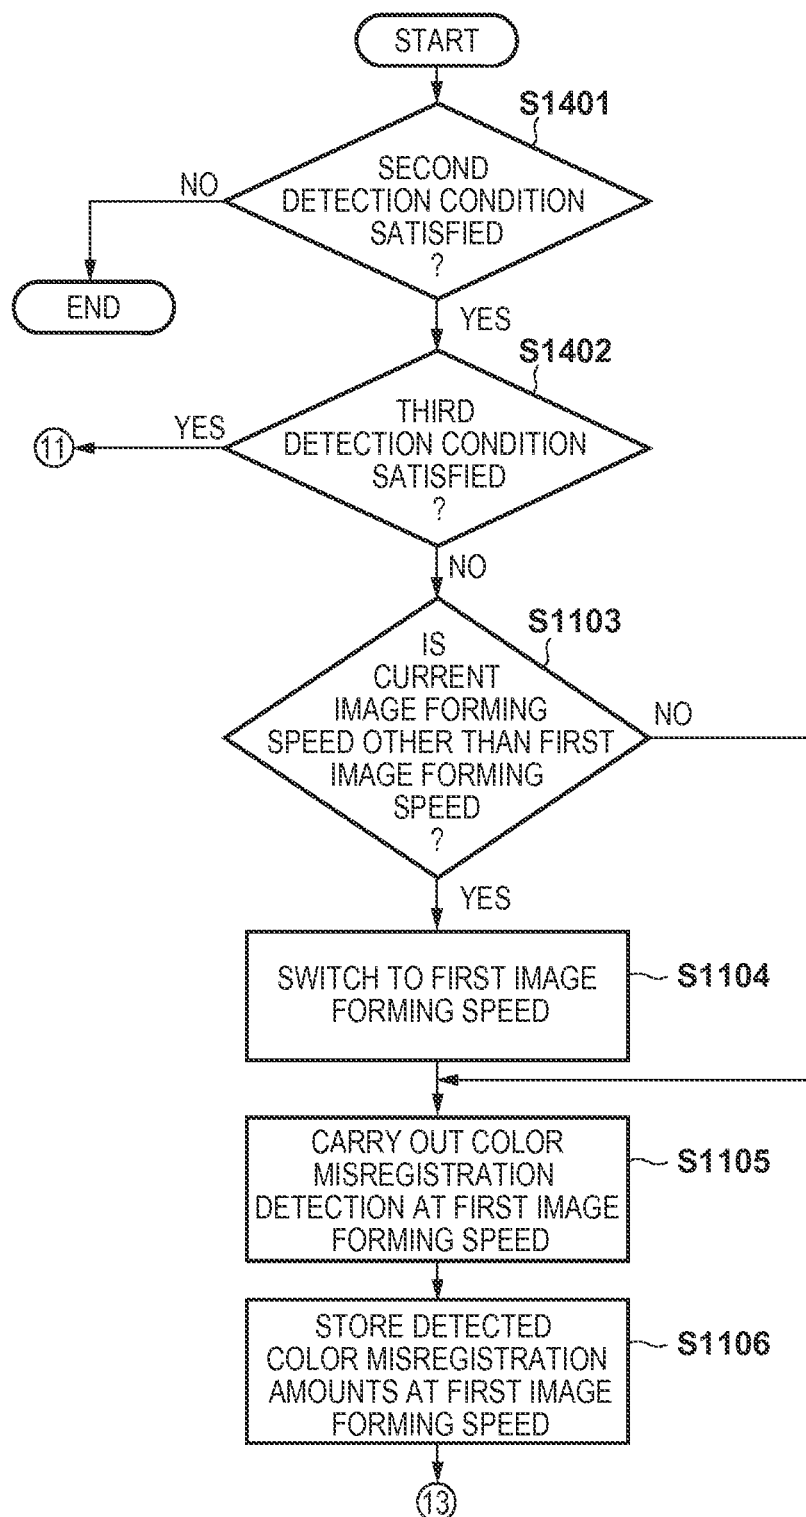 START
S1401
SECOND
DETECTION CONDITION
SATISFIED
?
NO
END
YES
S1402
THIRD
DETECTION CONDITION
SATISFIED
?
YES
11
NO
S1103
IS
CURRENT
IMAGE FORMING
SPEED OTHER THAN FIRST
IMAGE FORMING
SPEED
?
NO
YES
SWITCH TO FIRST IMAGE
FORMING SPEED
S1104
CARRY OUT COLOR
MISREGISTRATION
DETECTION AT FIRST IMAGE
FORMING SPEED
S1105
STORE DETECTED
COLOR MISREGISTRATION
AMOUNTS AT FIRST IMAGE
FORMING SPEED
S1106
13